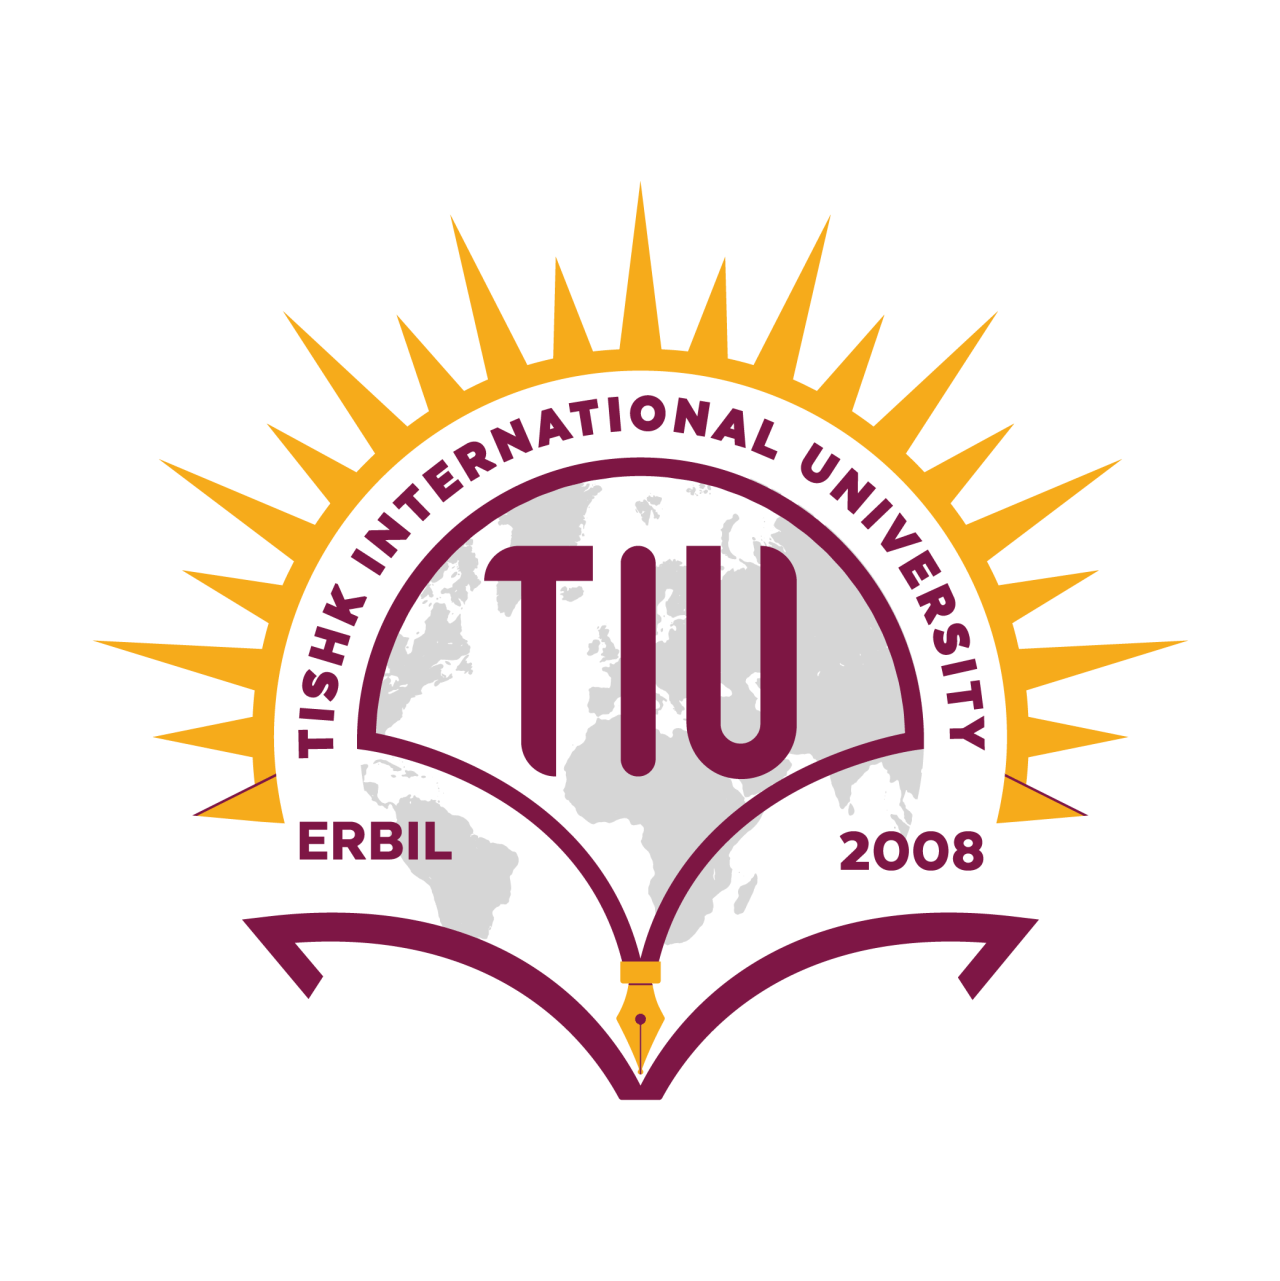 TISHK INTERNATIONAL UNIVERSITY
TIU
ERBIL
2008